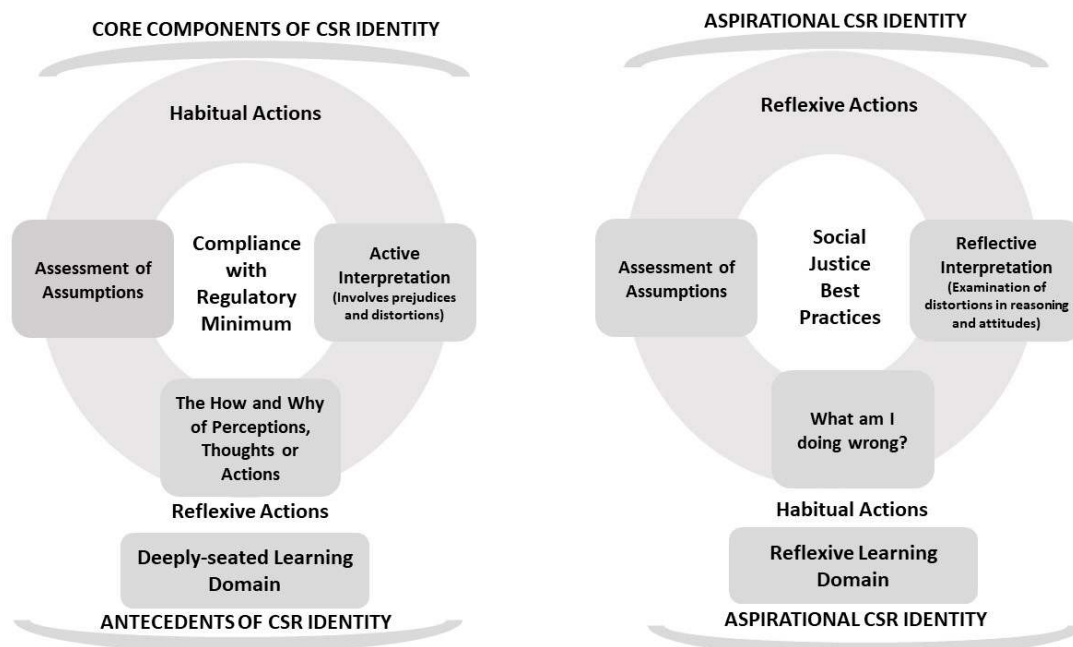 CORE COMPONENTS OF CSR IDENTITY
Habitual Actions
Assessment of
Assumptions
Compliance
with
Regulatory
Minimum
Active
Interpretation
(Involves prejudices
and distortions)
The How and Why
of Perceptions,
Thoughts or
Actions
Reflexive Actions
Deeply-seated Learning
Domain
ANTECEDENTS OF CSR IDENTITY
ASPIRATIONAL CSR IDENTITY
Reflexive Actions
Assessment of
Assumptions
Social
Justice
Best
Practices
Reflective
Interpretation
(Examination of
distortions in reasoning
and attitudes)
What am I
doing wrong?
Habitual Actions
Reflexive Learning
Domain
ASPIRATIONAL CSR IDENTITY